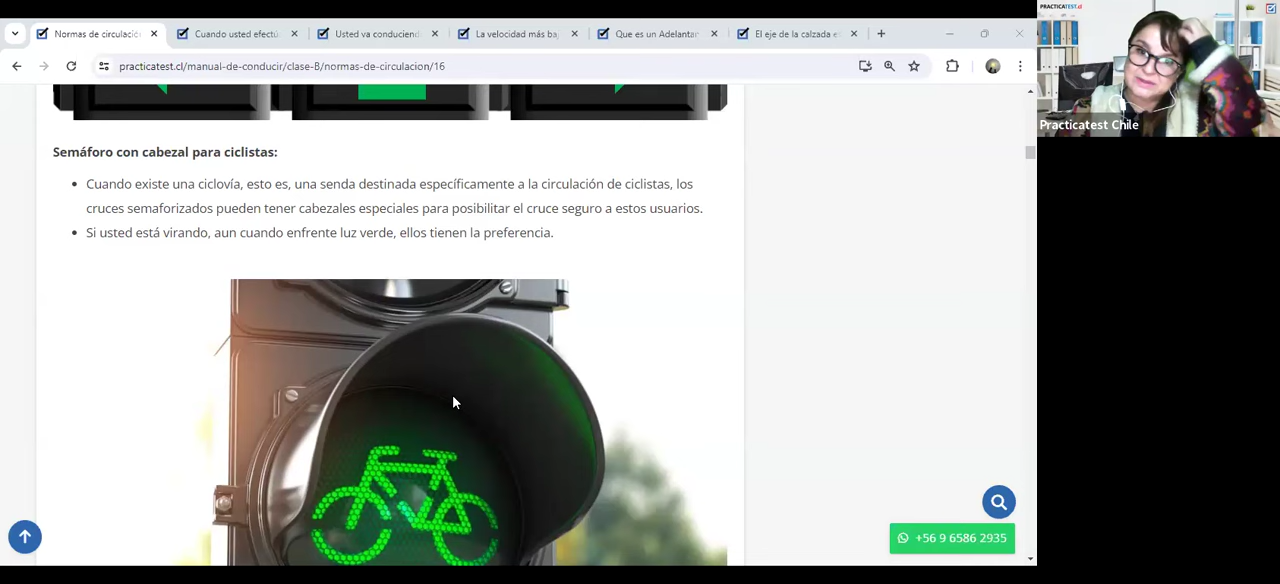 Normas de circulació
Cuando usted efectú
Usted va conduciend
La velocidad más ba
Que es un Adelantar
El eje de la calzada e
practicatest.cl/manual-de-conducir/clase-B/normas-de-circulacion/16
PRACTICATEST.cl
Practicatest Chile
Semáforo con cabezal para ciclistas:
Cuando existe una ciclovía, esto es, una senda destinada específicamente a la circulación de ciclistas, los
cruces semaforizados pueden tener cabezales especiales para posibilitar el cruce seguro a estos usuarios.
Si usted está virando, aun cuando enfrente luz verde, ellos tienen la preferencia.
+56 9 6586 2935